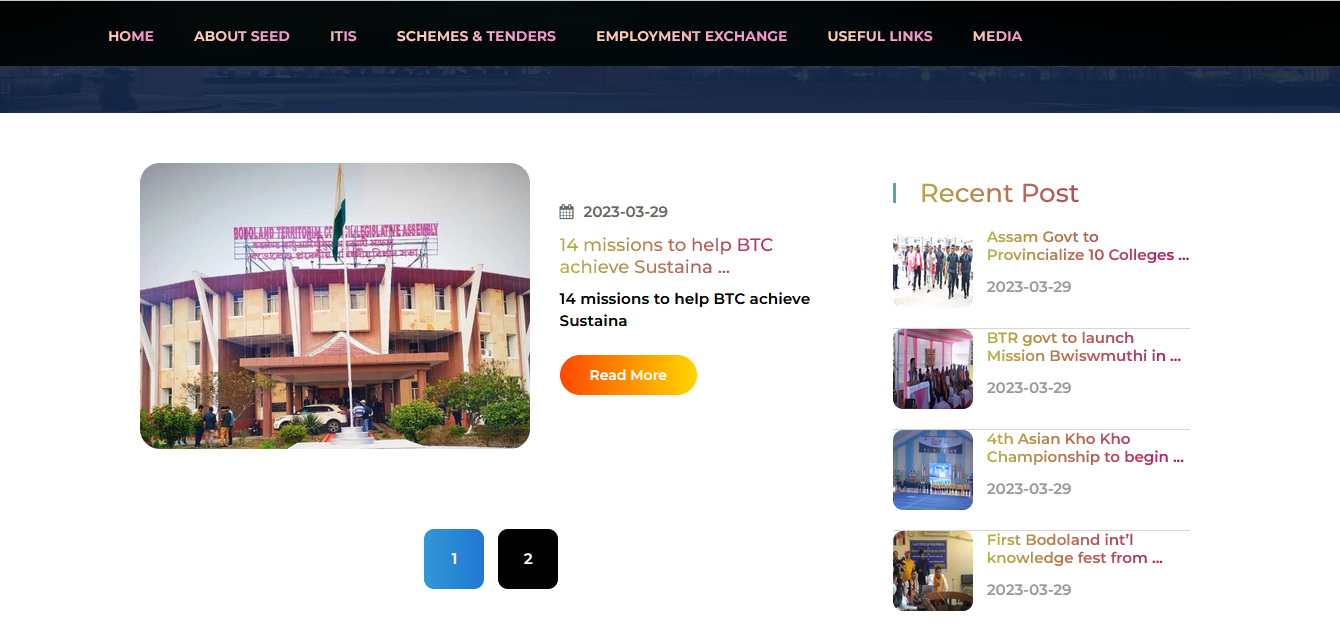 HOME ABOUT SEED ITIS SCHEMES & TENDERS EMPLOYMENT EXCHANGE USEFUL LINKS MEDIA
BODOLAND TERRITORIAL LEGISLATIVE ASSEMBLY
2023-03-29
14 missions to help BTC
achieve Sustaina ...
14 missions to help BTC achieve
Sustaina
Read More
1 2
Recent Post
Assam Govt to
Provincialize 10 Colleges ...
2023-03-29
BTR govt to launch
Mission Bwiswmuthi in ...
2023-03-29
4th Asian Kho Kho
Championship to begin ...
2023-03-29
First Bodoland int'l
knowledge fest from ...
2023-03-29